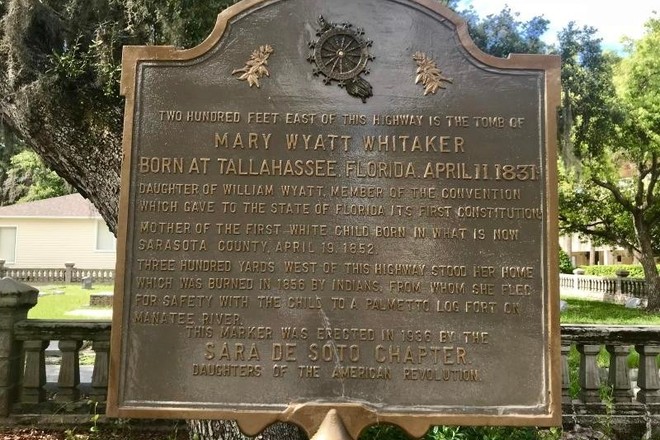 TWO HUNDRED FEET EAST OF THIS HIGHWAY IS THE TOMB OF
MARY WYATT WHITAKER
BORN AT TALLAHASSEE, FLORIDA, APRIL 11, 1831
DAUGHTER OF WILLIAM WYATT, MEMBER OF THE CONVENTION
WHICH GAVE TO THE STATE OF FLORIDA ITS FIRST CONSTITUTION.
MOTHER OF THE FIRST WHITE CHILD BORN IN WHAT IS NOW
SARASOTA COUNTY, APRIL 19, 1852.
THREE HUNDRED YARDS WEST OF THIS HIGHWAY STOOD HER HOME
WHICH WAS BURNED IN 1856 BY INDIANS, FROM WHOM SHE FLED
FOR SAFETY WITH THE CHILD TO A PALMETTO LOG FORT ON
MANATEE RIVER.
THIS MARKER WAS ERECTED IN 1936 BY THE
SARA DE SOTO CHAPTER
DAUGHTERS OF THE AMERICAN REVOLUTION.